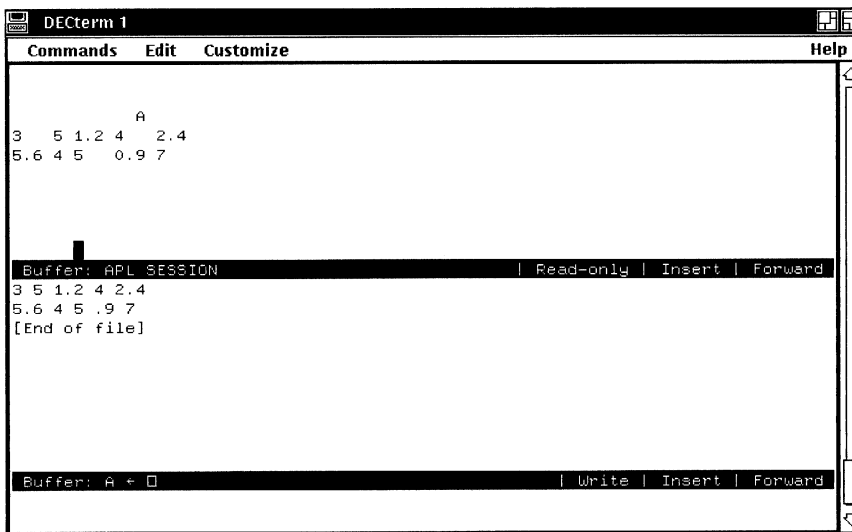 DECterm 1
Commands Edit Customize Help
A
3   5 1.2 4   2.4
5.6 4 5   0.9 7
Buffer: APL SESSION | Read-only | Insert | Forward
3 5 1.2 4 2.4
5.6 4 5 .9 7
[End of file]
Buffer: A ← ⎕ | Write | Insert | Forward